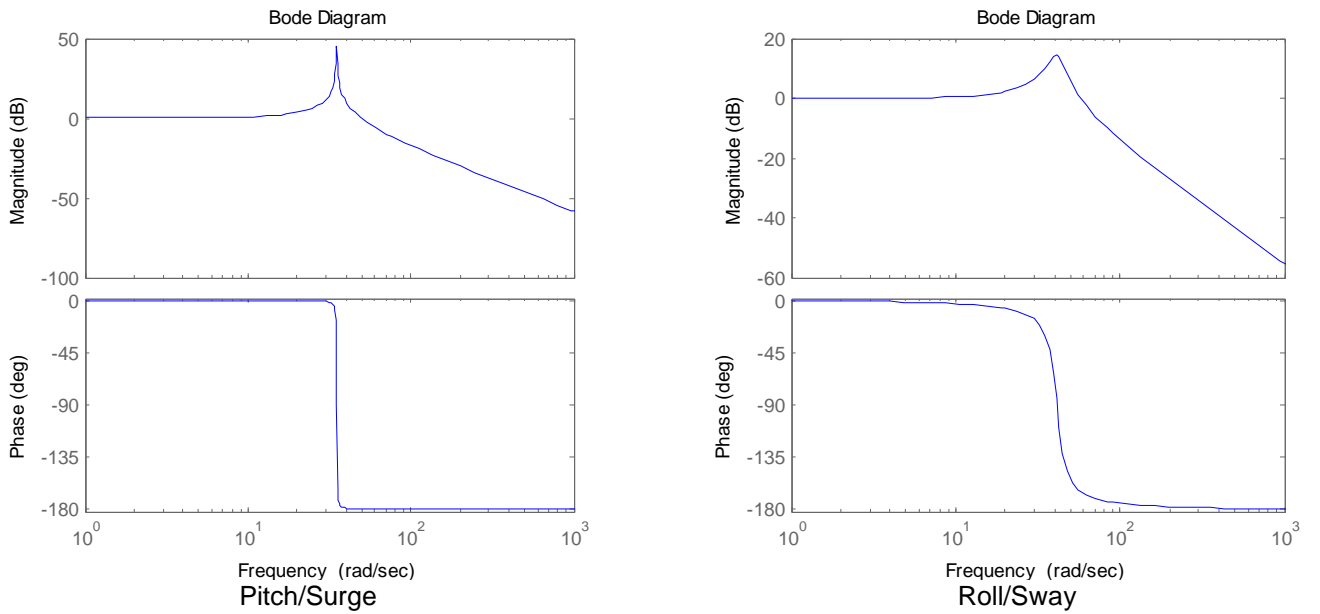 Bode Diagram
50
0
-50
-100
Magnitude (dB)
0
-45
-90
-135
-180
Phase (deg)
10^0
10^1
10^2
10^3
Frequency (rad/sec)
Pitch/Surge
Bode Diagram
20
0
-20
-40
-60
Magnitude (dB)
0
-45
-90
-135
-180
Phase (deg)
10^0
10^1
10^2
10^3
Frequency (rad/sec)
Roll/Sway